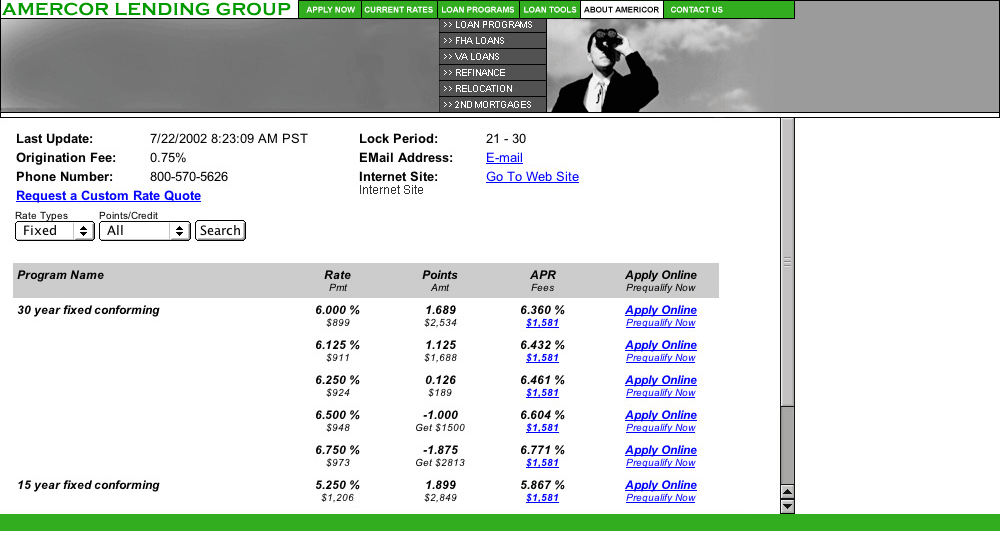 AMERCOR LENDING GROUP APPLY NOW CURRENT RATES LOAN PROGRAMS LOAN TOOLS ABOUT AMERICOR CONTACT US
>> LOAN PROGRAMS
>> FHA LOANS
>> VA LOANS
>> REFINANCE
>> RELOCATION
>> 2ND MORTGAGES
Last Update: 7/22/2002 8:23:09 AM PST Lock Period: 21 - 30
Origination Fee: 0.75% EMail Address: E-mail
Phone Number: 800-570-5626 Internet Site: Go To Web Site
Internet Site
Request a Custom Rate Quote
Rate Types Points/Credit
Fixed All Search
Program Name Rate Points APR Apply Online
Pmt Amt Fees Prequalify Now
30 year fixed conforming 6.000 % 1.689 6.360 % Apply Online
$899 $2,534 $1,581 Prequalify Now
6.125 % 1.125 6.432 % Apply Online
$911 $1,688 $1,581 Prequalify Now
6.250 % 0.126 6.461 % Apply Online
$924 $189 $1,581 Prequalify Now
6.500 % -1.000 6.604 % Apply Online
$948 Get $1500 $1,581 Prequalify Now
6.750 % -1.875 6.771 % Apply Online
$973 Get $2813 $1,581 Prequalify Now
15 year fixed conforming 5.250 % 1.899 5.867 % Apply Online
$1,206 $2,849 $1,581 Prequalify Now